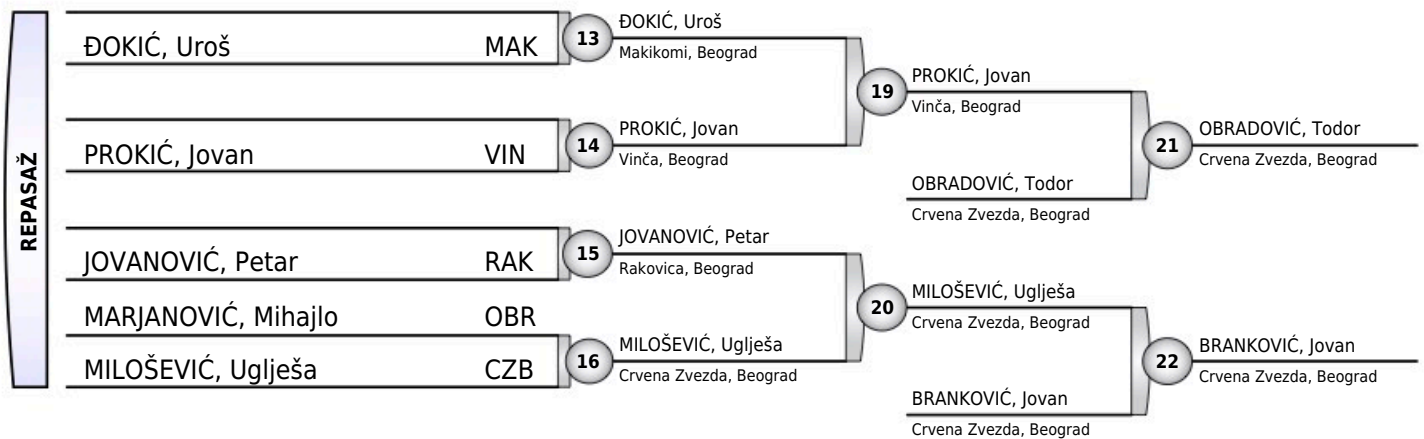 REPASAŽ
ĐOKIĆ, Uroš MAK
PROKIĆ, Jovan VIN
JOVANOVIĆ, Petar RAK
MARJANOVIĆ, Mihajlo OBR
MILOŠEVIĆ, Uglješa CZB
13
ĐOKIĆ, Uroš
Makikomi, Beograd
14
PROKIĆ, Jovan
Vinča, Beograd
15
JOVANOVIĆ, Petar
Rakovica, Beograd
16
MILOŠEVIĆ, Uglješa
Crvena Zvezda, Beograd
19
PROKIĆ, Jovan
Vinča, Beograd
OBRADOVIĆ, Todor
Crvena Zvezda, Beograd
20
MILOŠEVIĆ, Uglješa
Crvena Zvezda, Beograd
BRANKOVIĆ, Jovan
Crvena Zvezda, Beograd
21
OBRADOVIĆ, Todor
Crvena Zvezda, Beograd
22
BRANKOVIĆ, Jovan
Crvena Zvezda, Beograd